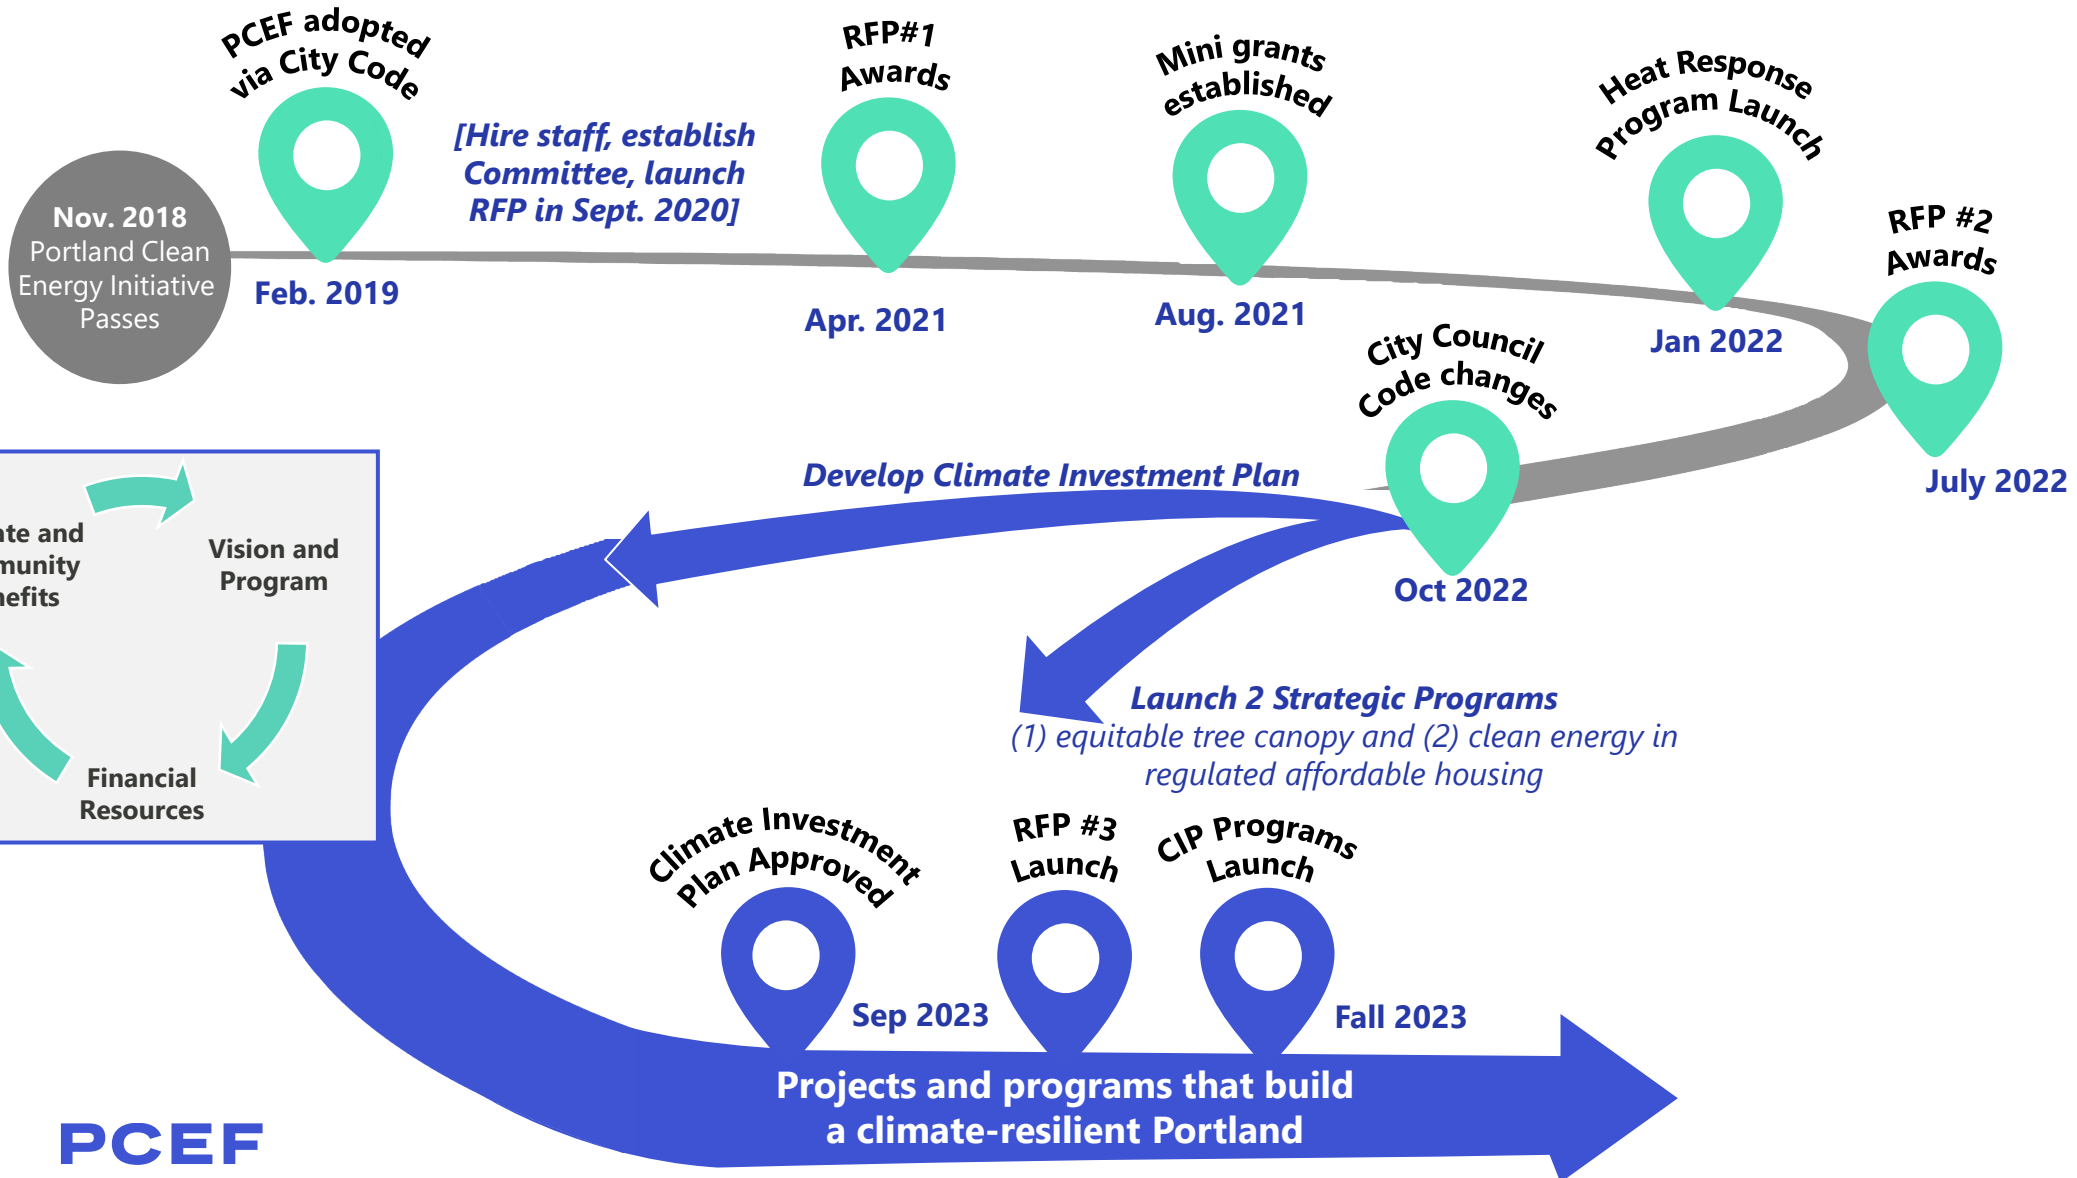 PCEF adopted
via City Code
RFP#1
Awards
Mini grants
established
Heat Response
Program Launch
[Hire staff, establish
Committee, launch
RFP in Sept. 2020]
Nov. 2018
Portland Clean
Energy Initiative
Passes
RFP #2
Awards
Feb. 2019
Apr. 2021
Aug. 2021
Jan 2022
City Council
Code changes
July 2022
Develop Climate Investment Plan
Oct 2022
and
Vision and
Program
Financial
Resources
Launch 2 Strategic Programs
(1) equitable tree canopy and (2) clean energy in
regulated affordable housing
Climate Investment
Plan Approved
RFP #3
Launch
CIP Programs
Launch
Sep 2023
Fall 2023
Projects and programs that build
a climate-resilient Portland
PCEF